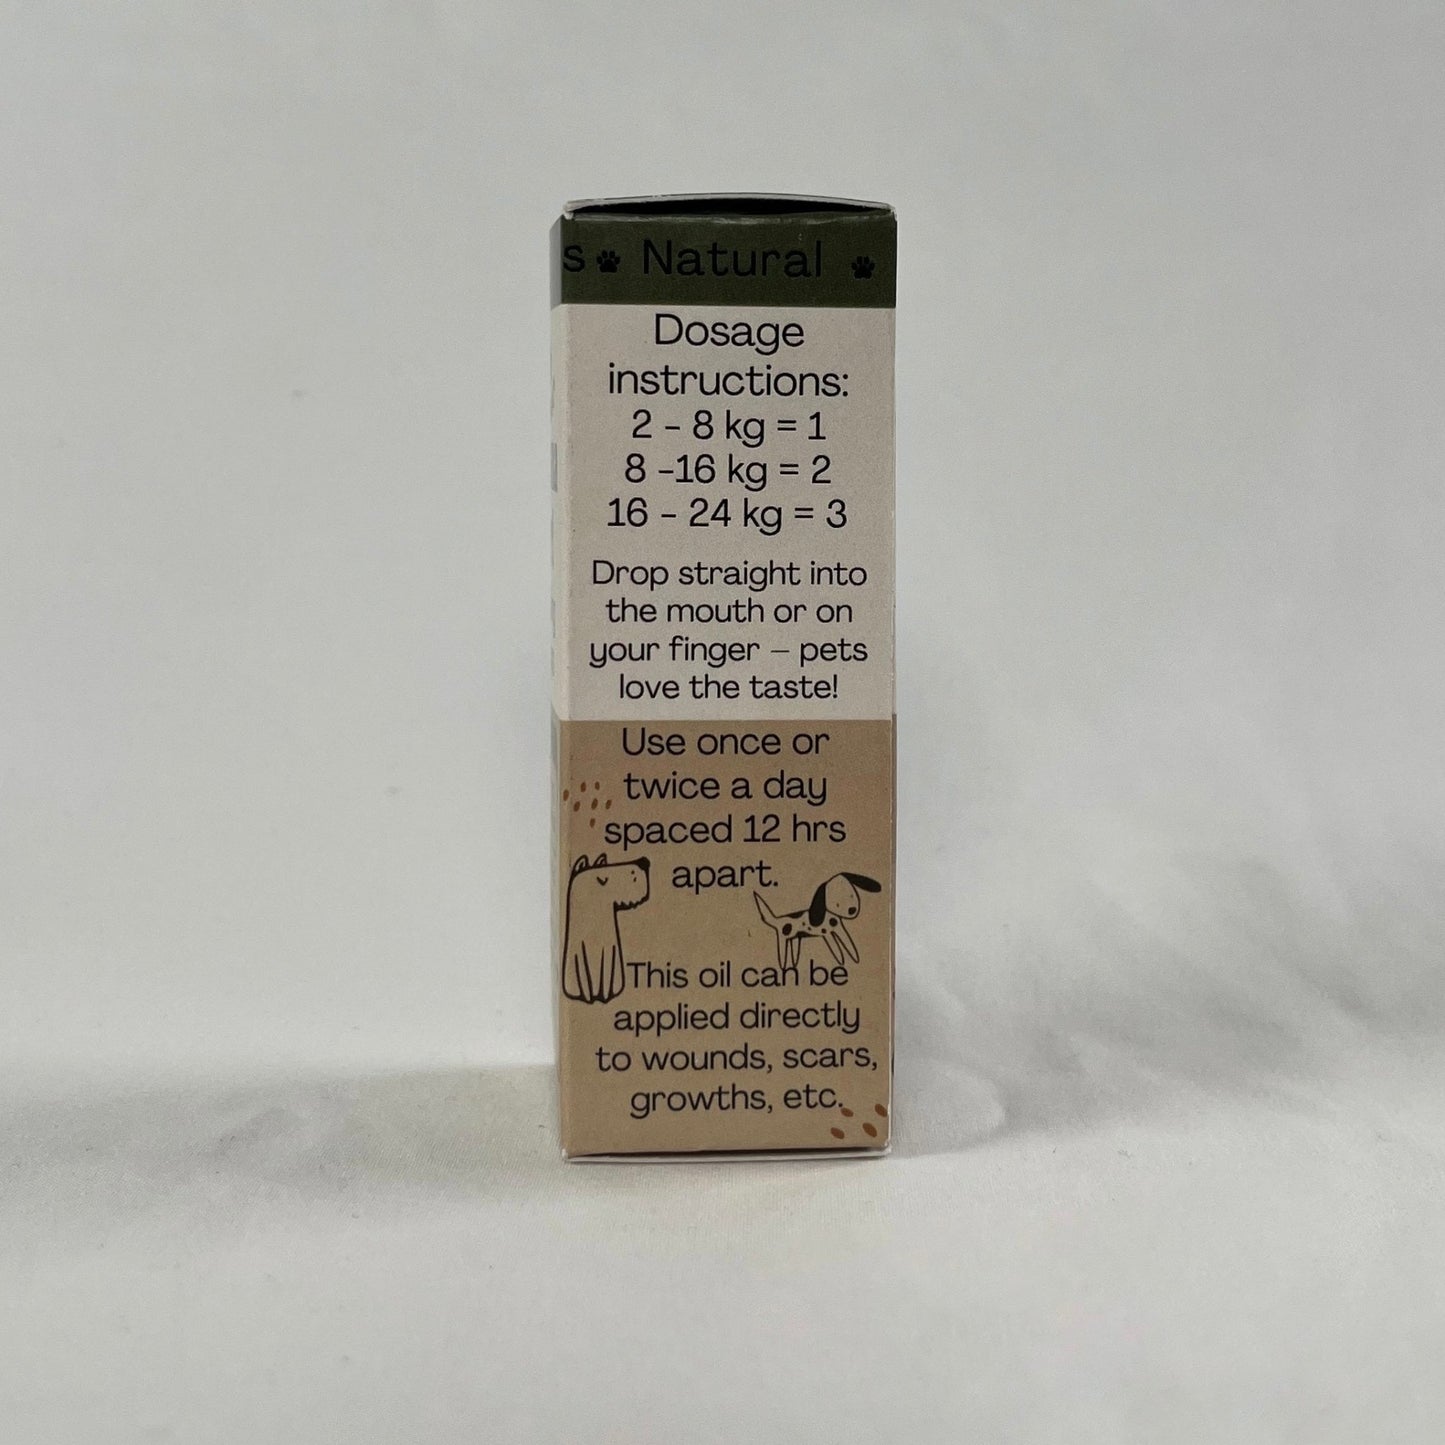 s Natural
Dosage
instructions:
2 - 8 kg = 1
8 -16 kg = 2
16 - 24 kg = 3
Drop straight into
the mouth or on
your finger – pets
love the taste!
Use once or
twice a day
spaced 12 hrs
apart.
This oil can be
applied directly
to wounds, scars,
growths, etc.